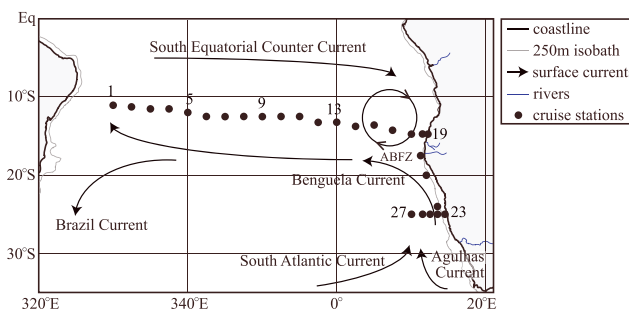 Eq
10°S
20°S
30°S
320°E
340°E
0°
20°E
South Equatorial Counter Current
1
5
9
13
19
ABFZ
Benguela Current
Brazil Current
27
23
South Atlantic Current
Agulhas
Current
coastline
250m isobath
surface current
rivers
cruise stations